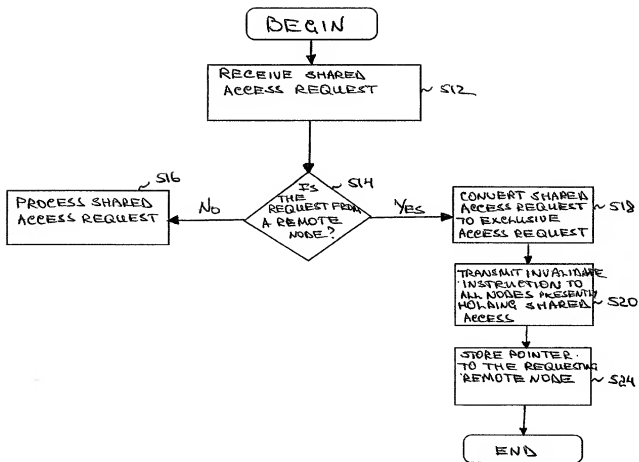 BEGIN
RECEIVE SHARED
ACCESS REQUEST
S12
S14
IS
THE
REQUEST FROM
A REMOTE
NODE?
NO
YES
S16
PROCESS SHARED
ACCESS REQUEST
CONVERT SHARED
ACCESS REQUEST
TO EXCLUSIVE
ACCESS REQUEST
S18
TRANSMIT INVALIDATE
INSTRUCTION TO
ALL NODES PRESENTLY
HOLDING SHARED
ACCESS
S20
STORE POINTER
TO THE REQUESTING
REMOTE NODE
S24
END